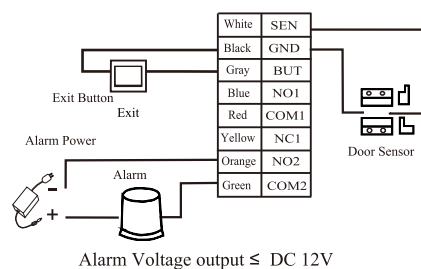 White SEN
Black GND
Gray BUT
Blue NO1
Red COM1
Yellow NC1
Orange NO2
Green COM2
Exit Button
Exit
Door Sensor
Alarm Power
Alarm
-
+
Alarm Voltage output ≤ DC 12V